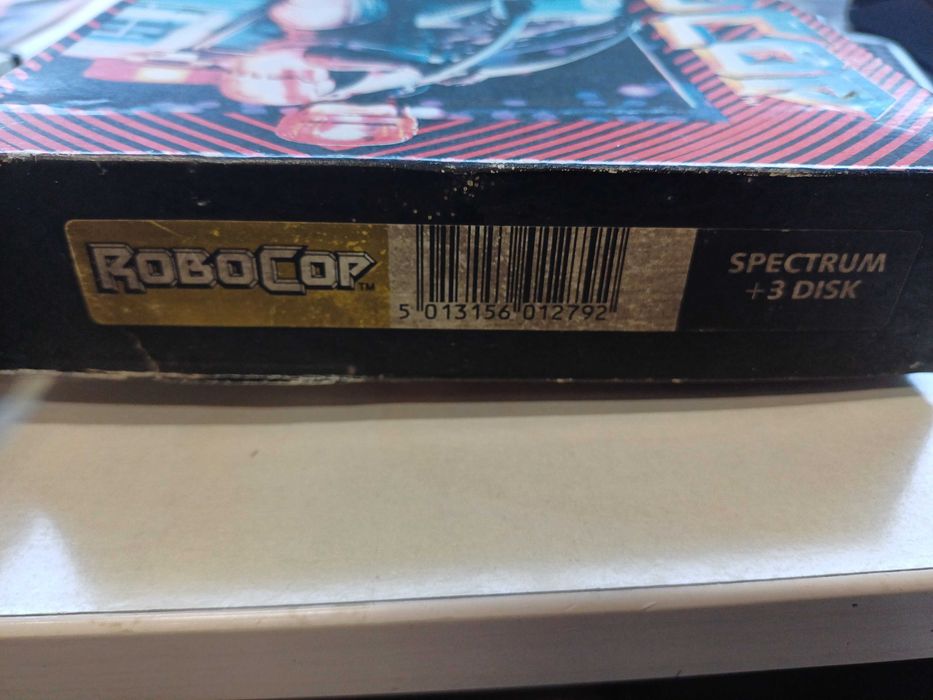 ROBOCOP™
5 013156 012792
SPECTRUM
+3 DISK